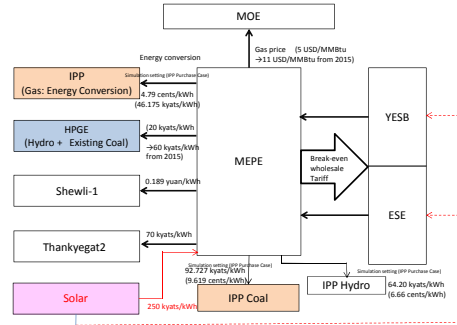 MOE
Energy conversion
Gas price (5 USD/MMBtu
→11 USD/MMBtu from 2015)
Simulation setting (IPP Purchase Case)
IPP
(Gas: Energy Conversion)
4.79 cents/kWh
(46.175 kyats/kWh)
HPGE
(Hydro + Existing Coal)
(20 kyats/kWh
→60 kyats/kWh
from 2015)
MEPE
YESB
Break-even
wholesale
Tariff
Shewli-1
0.189 yuan/kWh
ESE
Thankyegat2
70 kyats/kWh
Simulation setting (IPP Purchase Case)
92.727 kyats/kWh
(9.619 cents/kWh)
Simulation setting (IPP Purchase Case)
IPP Hydro
64.20 kyats/kWh
(6.66 cents/kWh)
Solar
250 kyats/kWh
IPP Coal